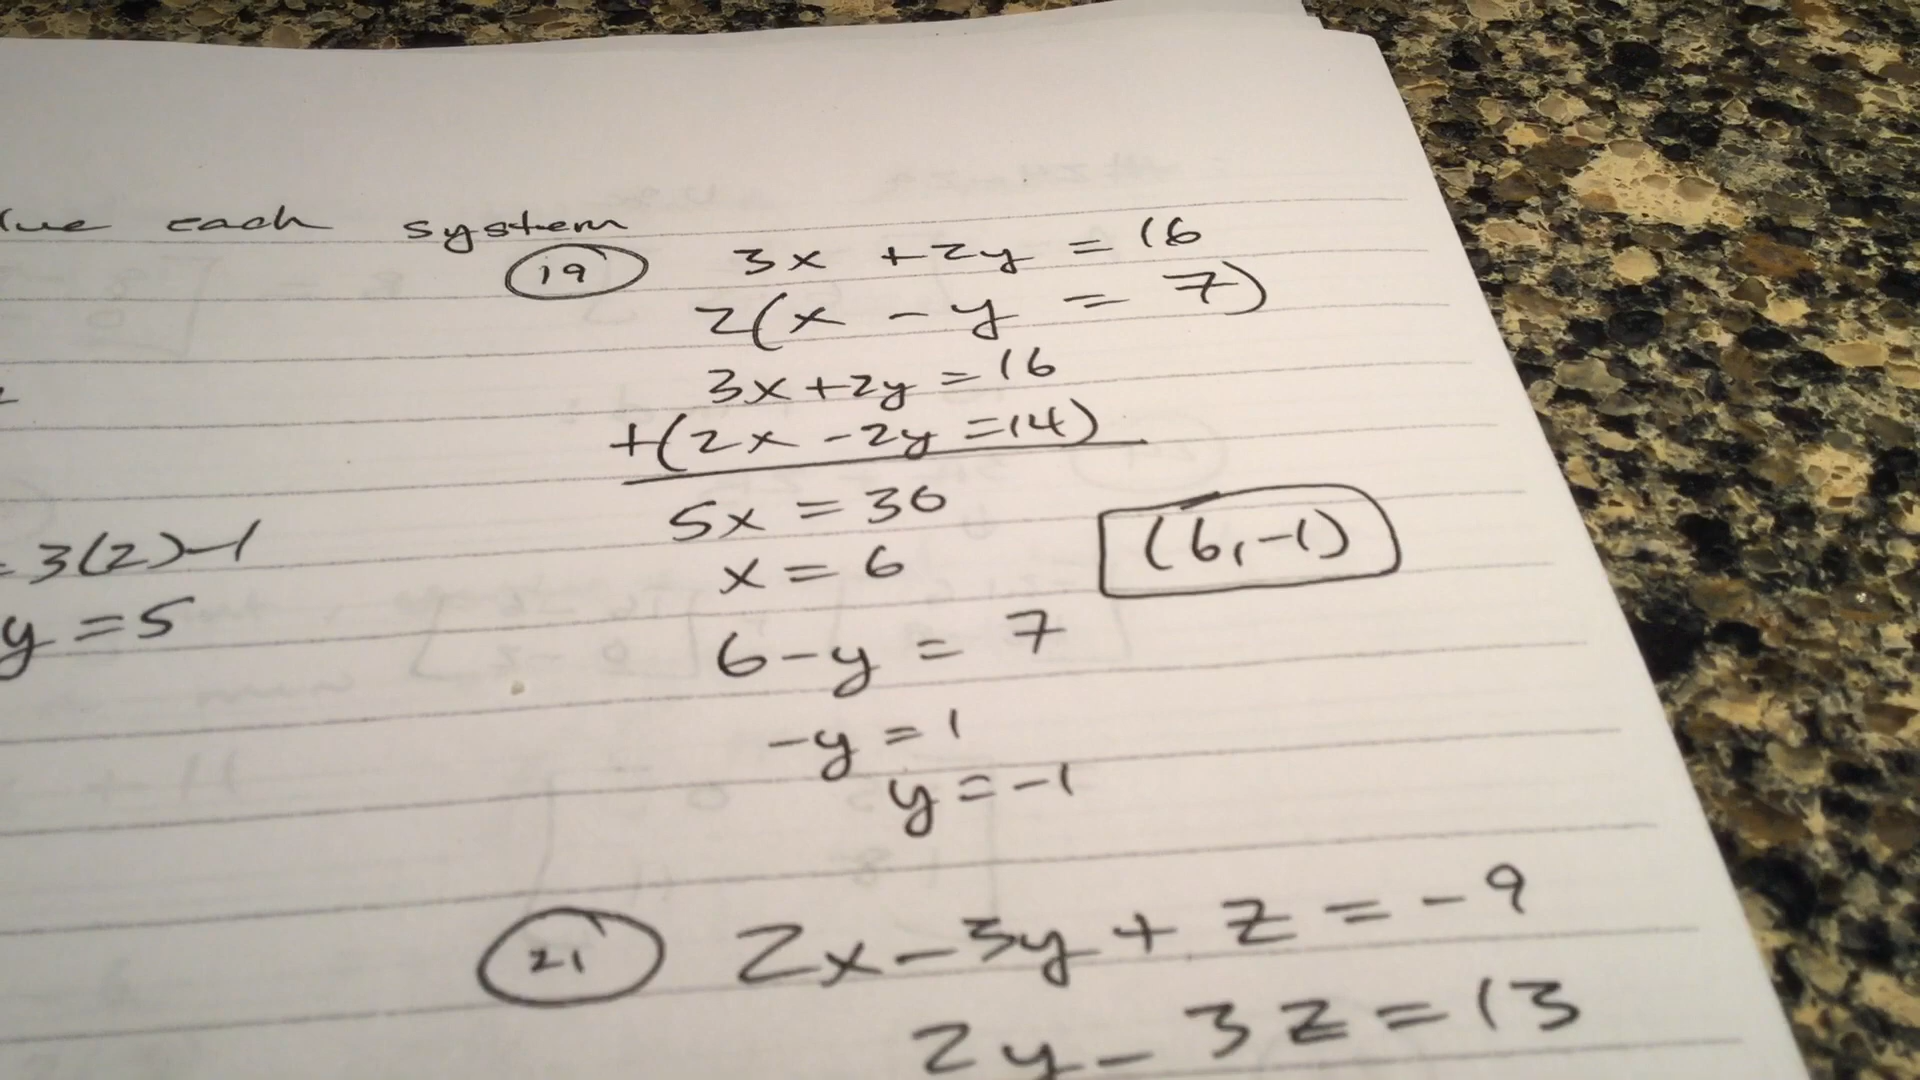 each system
= 3(2)-1
y = 5
19
3x + 2y = 16
2(x - y = 7)
3x + 2y = 16
+(2x - 2y = 14)
5x = 30
x = 6
(6, -1)
6 - y = 7
-y = 1
y = -1
21
2x - 3y + z = -9
2y - 3z = 13